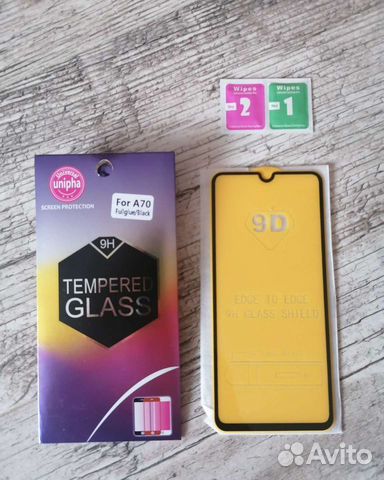 Wipes
2
Wipes
1
Universal
unipha
SCREEN PROTECTION
For A70
Fullglue/Black
9H
TEMPERED
GLASS
9D
EDGE TO EDGE
9H GLASS SHIELD
Avito